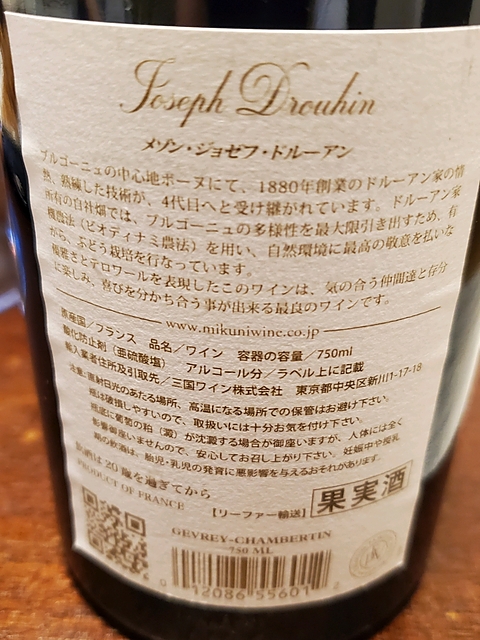 Joseph Drouhin
メゾン・ジョゼフ・ドルーアン
ブルゴーニュの中心地ボーヌにて、1880年創業のドルーアン家の情
熱、熟練した技術が、4代目へと受け継がれています。ドルーアン家
所有の自社畑では、ブルゴーニュの多様性を最大限引き出すため、有
機農法(ビオディナミ農法)を用い、自然環境に最高の敬意を払いな
がら、ぶどう栽培を行なっています。
優雅さとテロワールを表現したこのワインは、気の合う仲間達と存分
に楽しみ、喜びを分かち合う事が出来る最良のワインです。
www.mikuniwine.co.jp
原産国/フランス 品名/ワイン 容器の容量/750ml
酸化防止剤(亜硫酸塩) アルコール分/ラベル上に記載
輸入業者住所及引取先/三国ワイン株式会社 東京都中央区新川1-17-18
注意:直射日光のあたる場所、高温になる場所での保管はお避け下さい。
瓶は破損しやすいので、取扱いには十分お気を付け下さい。
瓶底に葡萄の粕(澱)が沈澱する場合が御座いますが、人体には全く
影響御座いませんので、安心してお召し上がり下さい。妊娠中や授乳
期の飲酒は、胎児・乳児の発育に悪影響を与えるおそれがあります。
飲酒は20歳を過ぎてから
PRODUCT OF FRANCE
【リーファー輸送】
果実酒
GEVREY-CHAMBERTIN
750 ML
0 12086 55601 2